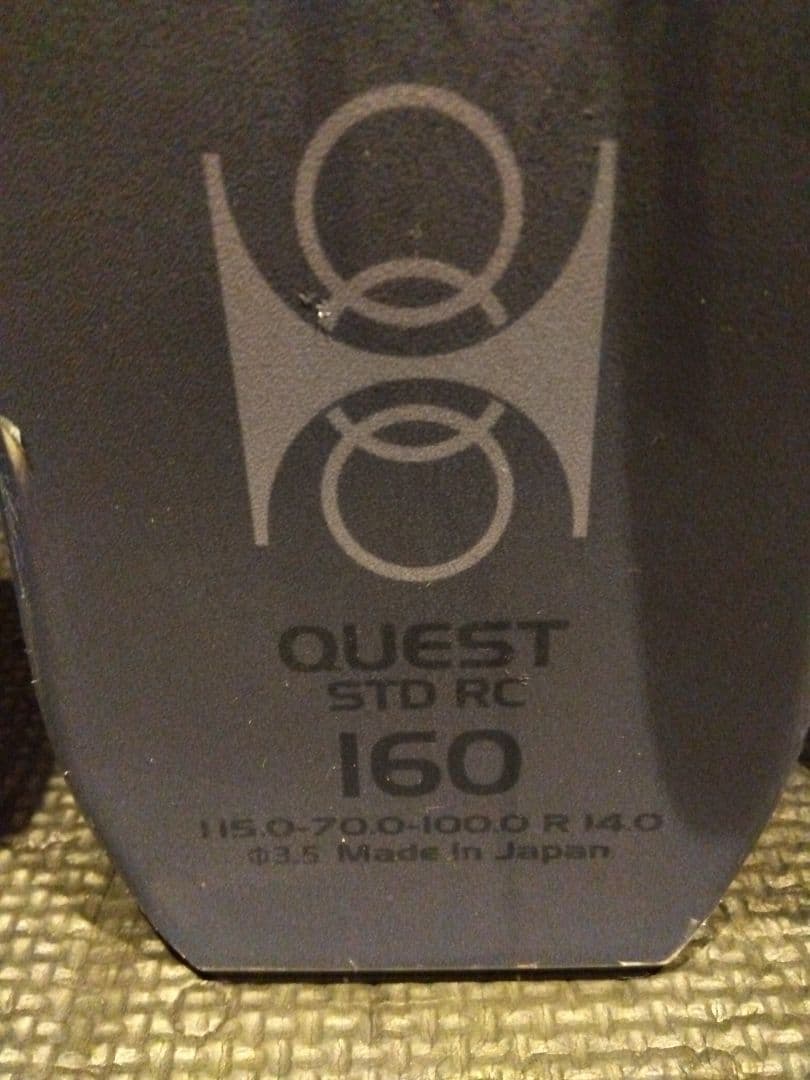 QUEST
STD RC
160
115.0-70.0-100.0 R 14.0
Φ3.5 Made in Japan